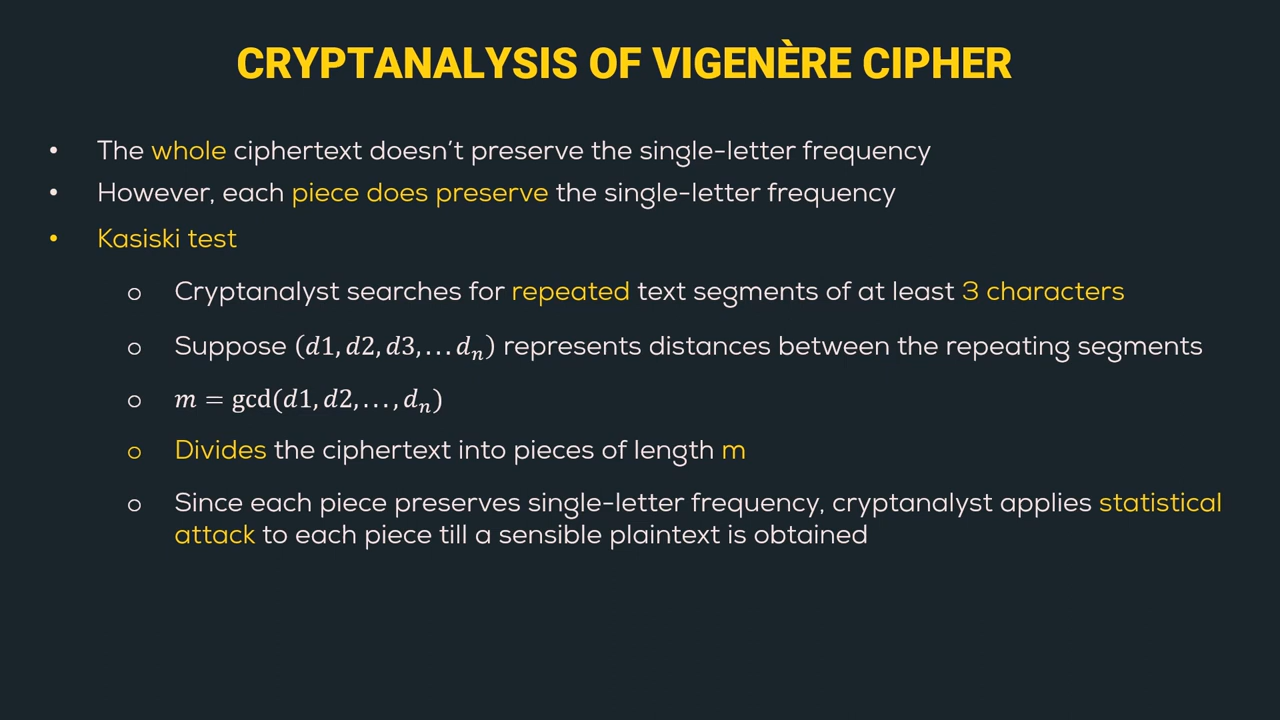 CRYPTANALYSIS OF VIGENÈRE CIPHER
• The whole ciphertext doesn't preserve the single-letter frequency
• However, each piece does preserve the single-letter frequency
• Kasiski test
o Cryptanalyst searches for repeated text segments of at least 3 characters
o Suppose (d1, d2, d3, … dₙ) represents distances between the repeating segments
o m = gcd(d1, d2, …, dₙ)
o Divides the ciphertext into pieces of length m
o Since each piece preserves single-letter frequency, cryptanalyst applies statistical
attack to each piece till a sensible plaintext is obtained